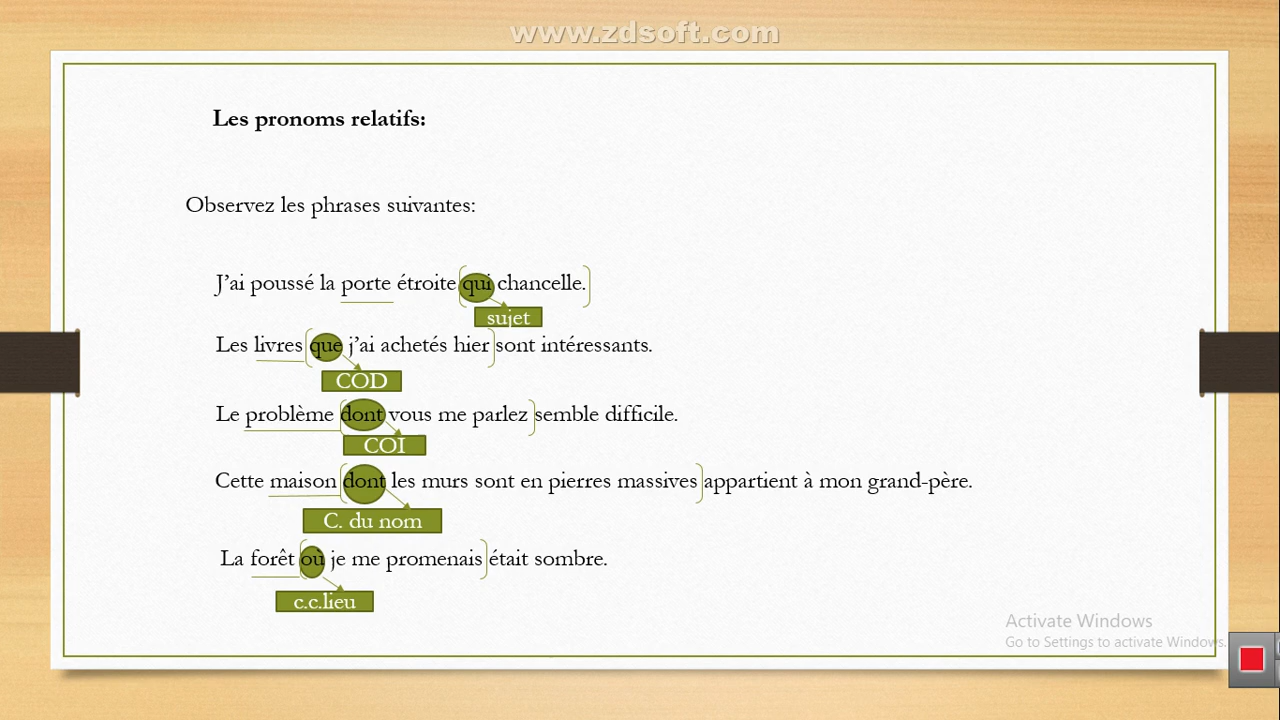 www.zdsoft.com
Les pronoms relatifs:
Observez les phrases suivantes:
J'ai poussé la porte étroite qui chancelle.
sujet
Les livres que j'ai achetés hier sont intéressants.
COD
Le problème dont vous me parlez semble difficile.
COI
Cette maison dont les murs sont en pierres massives appartient à mon grand-père.
C. du nom
La forêt où je me promenais était sombre.
c.c.lieu
Activate Windows
Go to Settings to activate Windows.